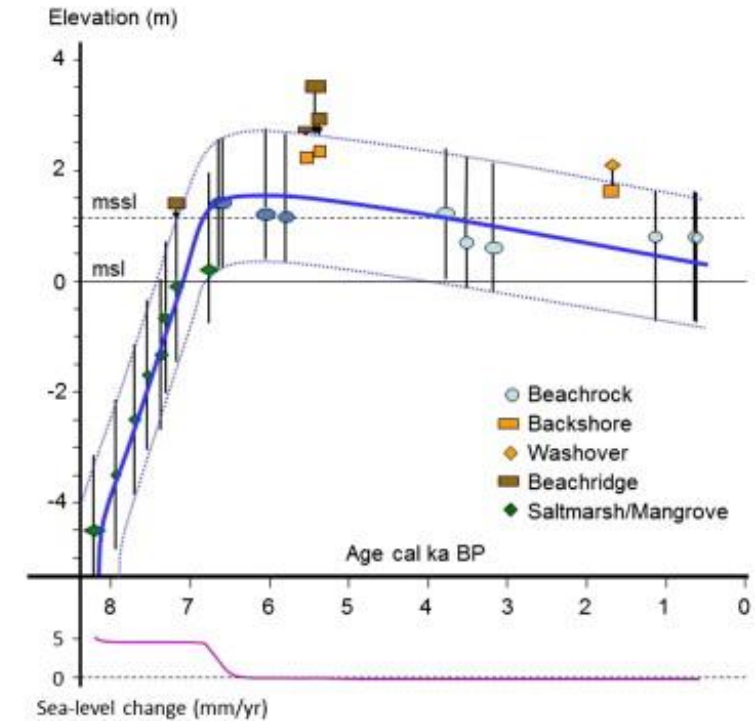 Elevation (m)
4
2
mssl
msl
0
-2
Beachrock
Backshore
Washover
Beachridge
Saltmarsh/Mangrove
-4
Age cal ka BP
8 7 6 5 4 3 2 1 0
5
0
Sea-level change (mm/yr)